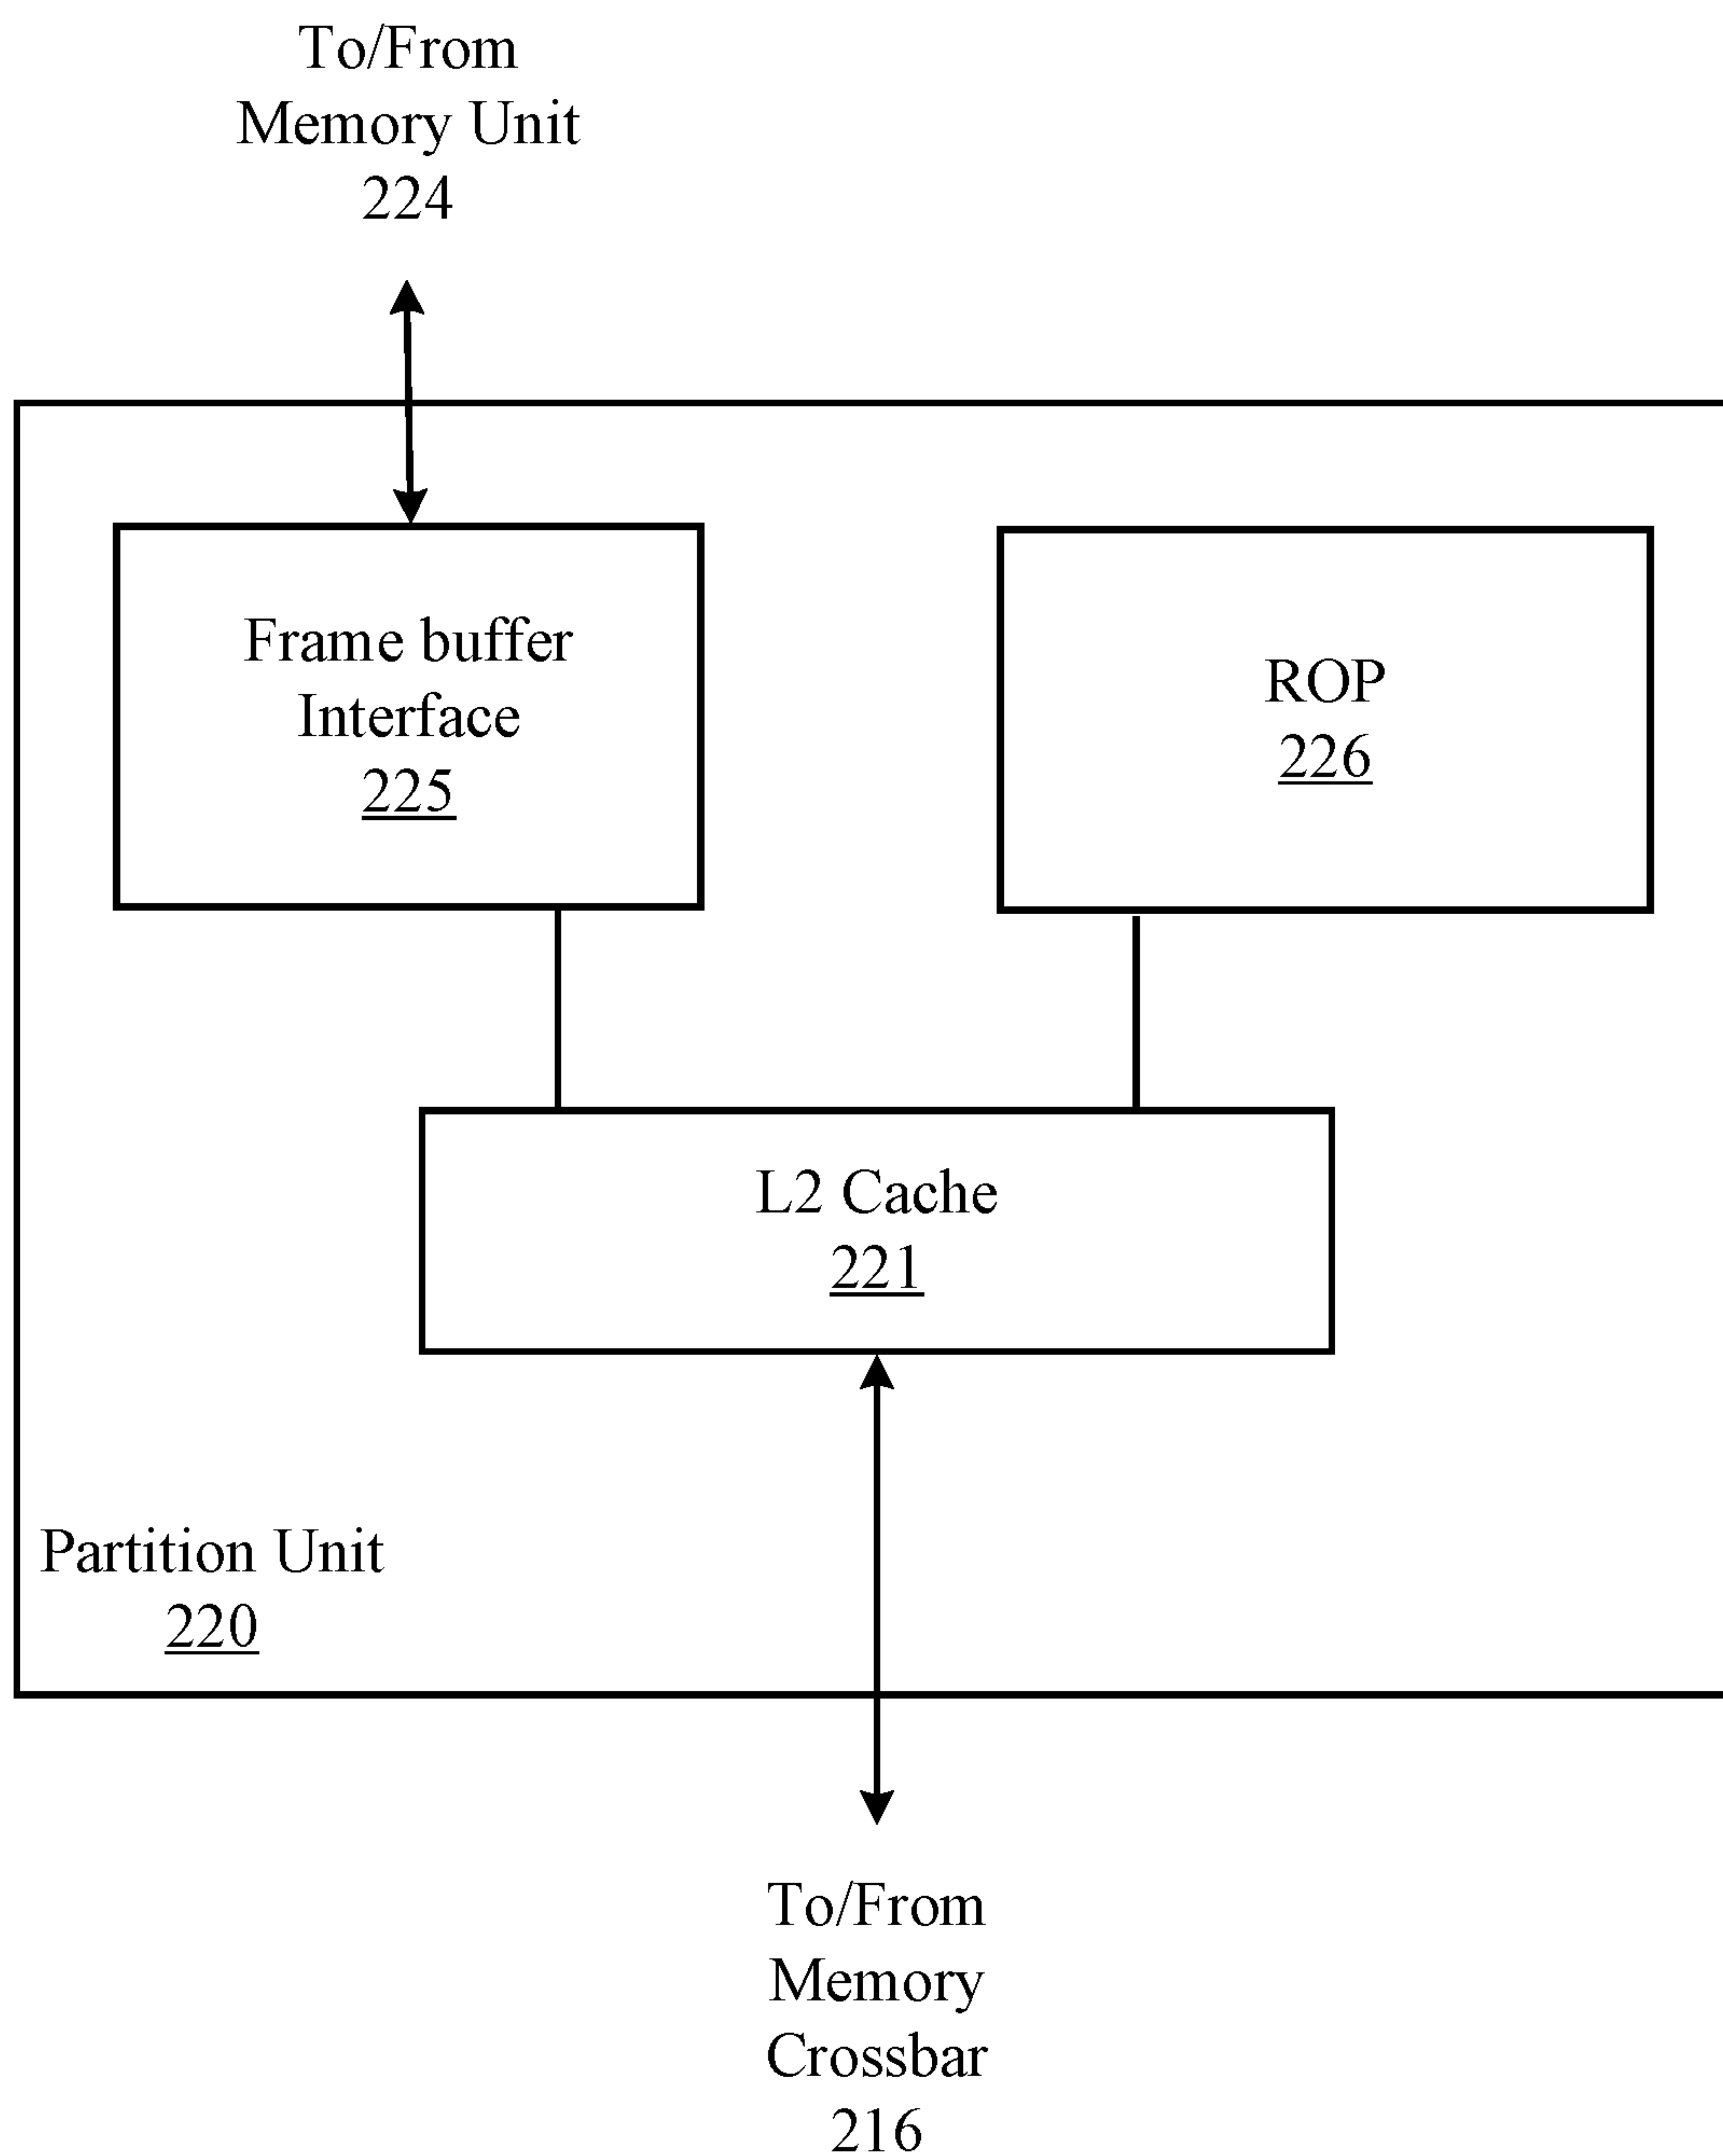 To/From
Memory Unit
224
Frame buffer
Interface
225
ROP
226
L2 Cache
221
Partition Unit
220
To/From
Memory
Crossbar
216